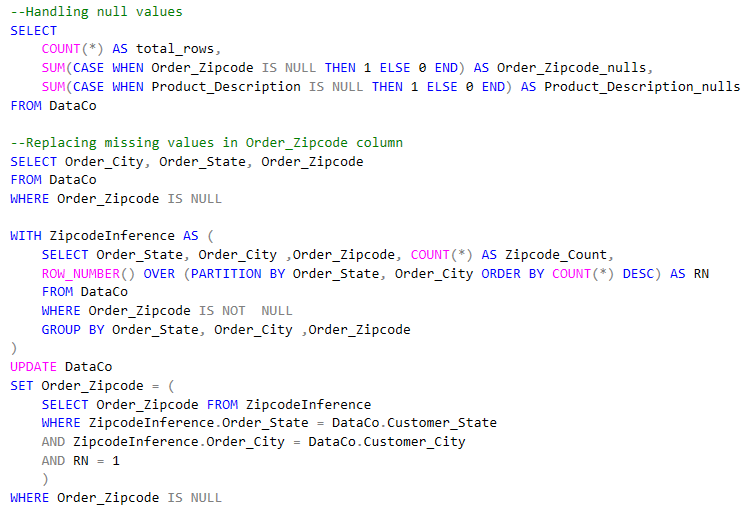 --Handling null values
SELECT
    COUNT(*) AS total_rows,
    SUM(CASE WHEN Order_Zipcode IS NULL THEN 1 ELSE 0 END) AS Order_Zipcode_nulls,
    SUM(CASE WHEN Product_Description IS NULL THEN 1 ELSE 0 END) AS Product_Description_nulls
FROM DataCo

--Replacing missing values in Order_Zipcode column
SELECT Order_City, Order_State, Order_Zipcode
FROM DataCo
WHERE Order_Zipcode IS NULL

WITH ZipcodeInference AS (
    SELECT Order_State, Order_City ,Order_Zipcode, COUNT(*) AS Zipcode_Count,
    ROW_NUMBER() OVER (PARTITION BY Order_State, Order_City ORDER BY COUNT(*) DESC) AS RN
    FROM DataCo
    WHERE Order_Zipcode IS NOT  NULL
    GROUP BY Order_State, Order_City ,Order_Zipcode
)
UPDATE DataCo
SET Order_Zipcode = (
    SELECT Order_Zipcode FROM ZipcodeInference
    WHERE ZipcodeInference.Order_State = DataCo.Customer_State
    AND ZipcodeInference.Order_City = DataCo.Customer_City
    AND RN = 1
    )
WHERE Order_Zipcode IS NULL